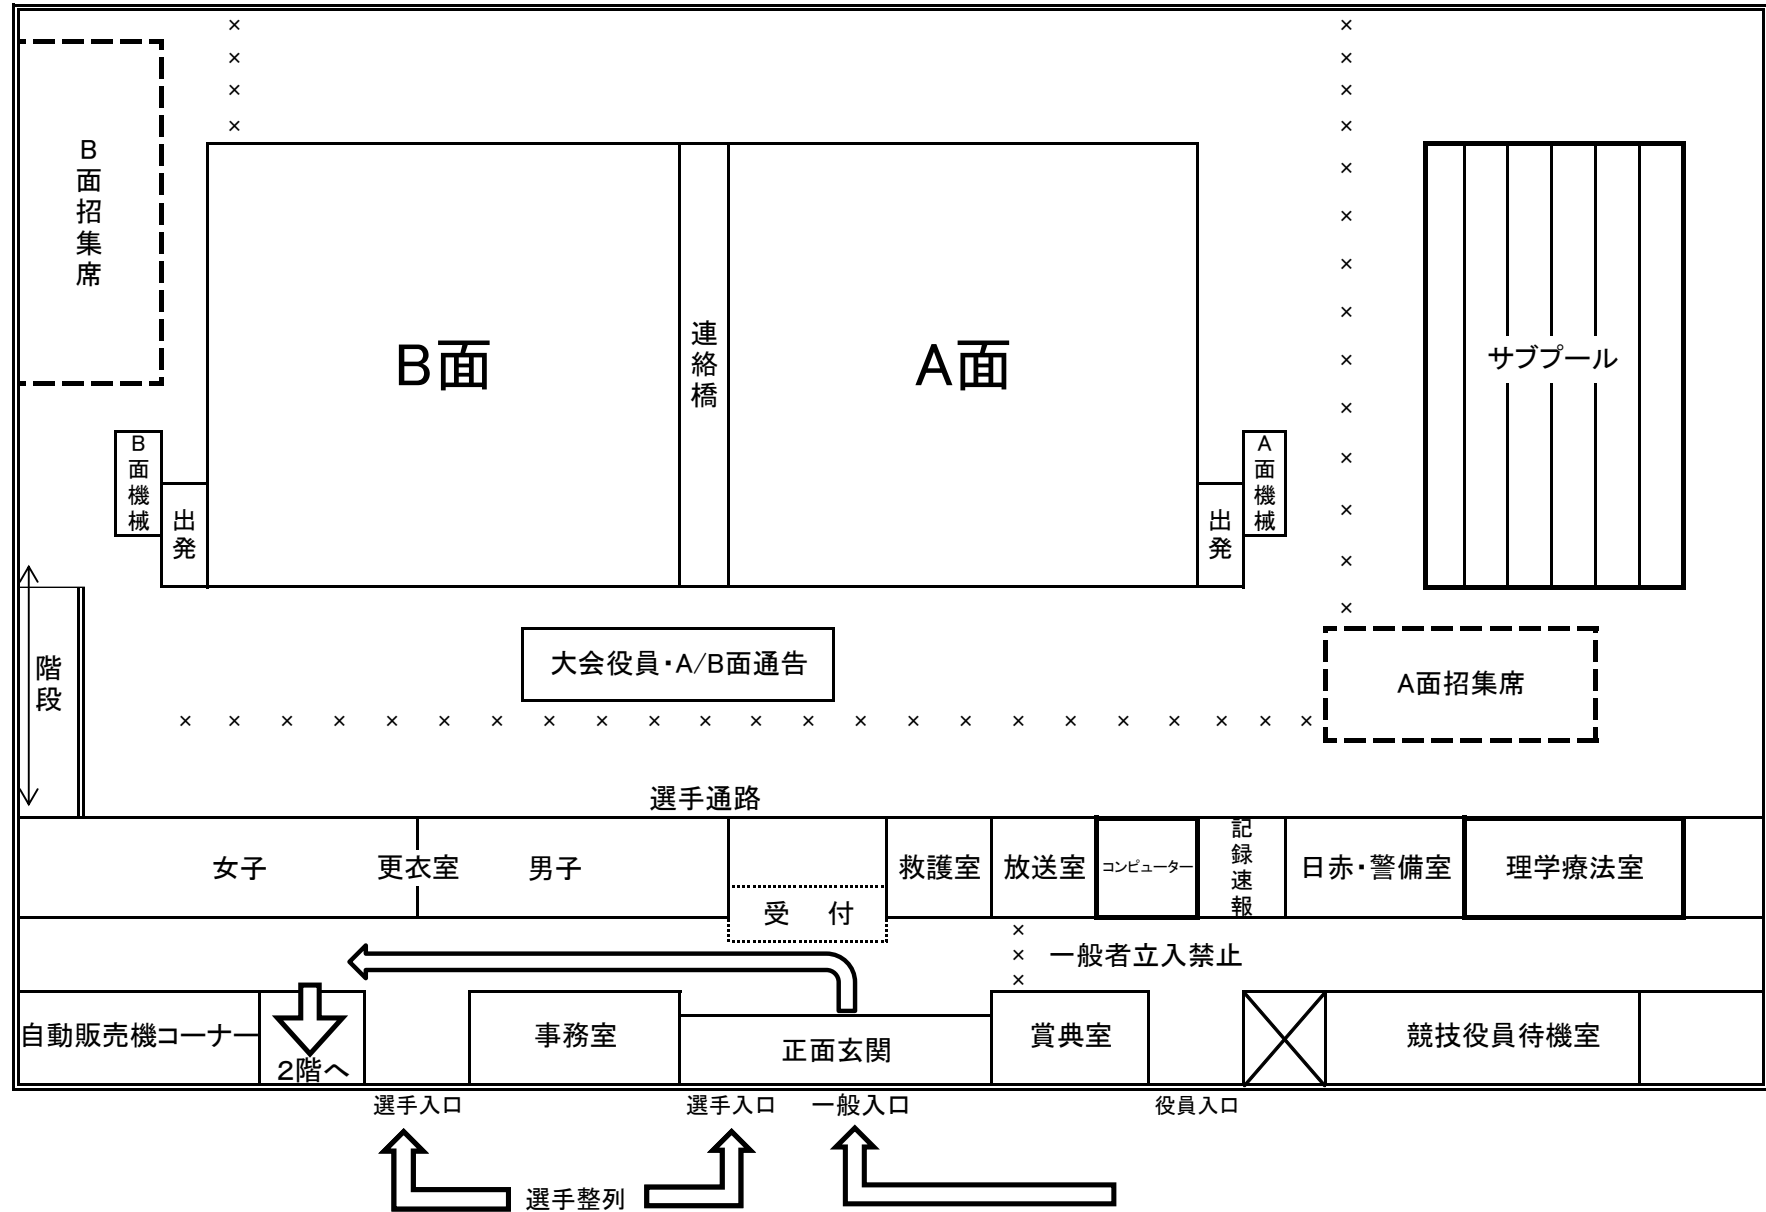 B面招集席
B面
連絡橋
A面
サブプール
B面機械
出発
A面機械
出発
階段
大会役員・A/B面通告
A面招集席
選手通路
女子
更衣室
男子
受　付
救護室
放送室
コンピューター
記録速報
日赤・警備室
理学療法室
一般者立入禁止
自動販売機コーナー
2階へ
事務室
正面玄関
賞典室
競技役員待機室
選手入口
選手入口
一般入口
役員入口
選手整列